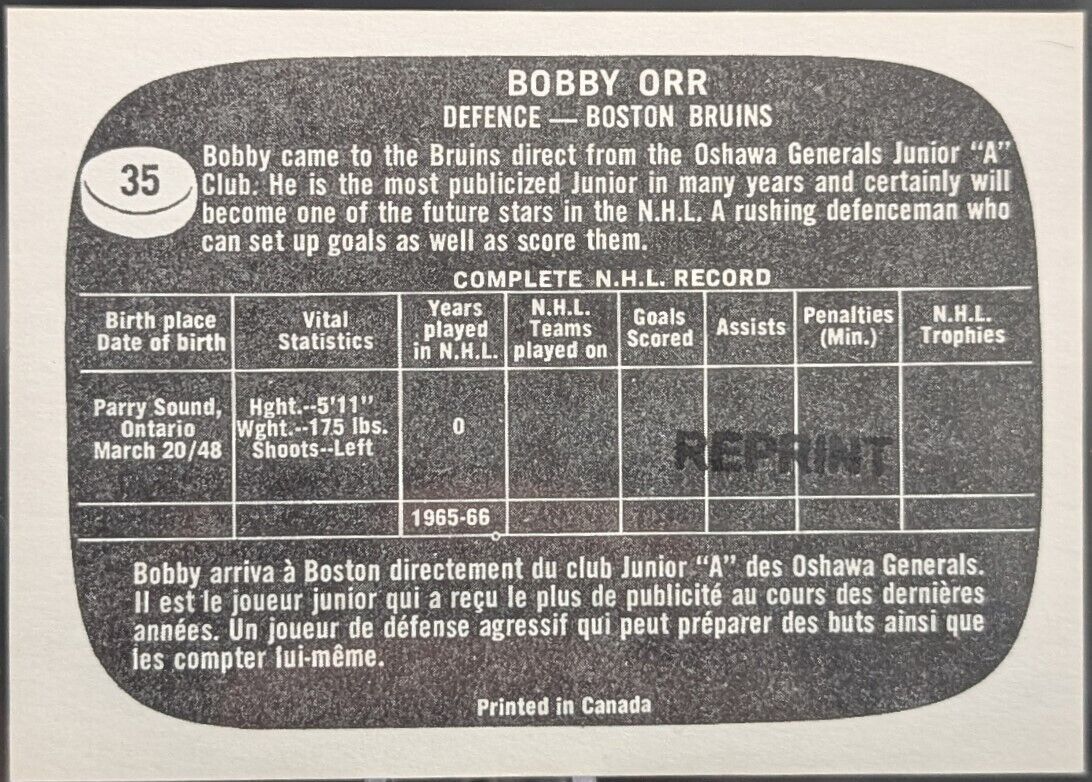 BOBBY ORR
DEFENCE — BOSTON BRUINS
35
Bobby came to the Bruins direct from the Oshawa Generals Junior "A"
Club. He is the most publicized Junior in many years and certainly will
become one of the future stars in the N.H.L. A rushing defenceman who
can set up goals as well as score them.
COMPLETE N.H.L. RECORD
Birth place
Date of birth
Vital
Statistics
Years
played
in N.H.L.
N.H.L.
Teams
played on
Goals
Scored
Assists
Penalties
(Min.)
N.H.L.
Trophies
Parry Sound,
Ontario
March 20/48
Hght.--5'11"
Wght.--175 lbs.
Shoots--Left
0
REPRINT
1965-66
Bobby arriva à Boston directement du club Junior "A" des Oshawa Generals.
Il est le joueur junior qui a reçu le plus de publicité au cours des dernières
années. Un joueur de défense agressif qui peut préparer des buts ainsi que
les compter lui-même.
Printed in Canada